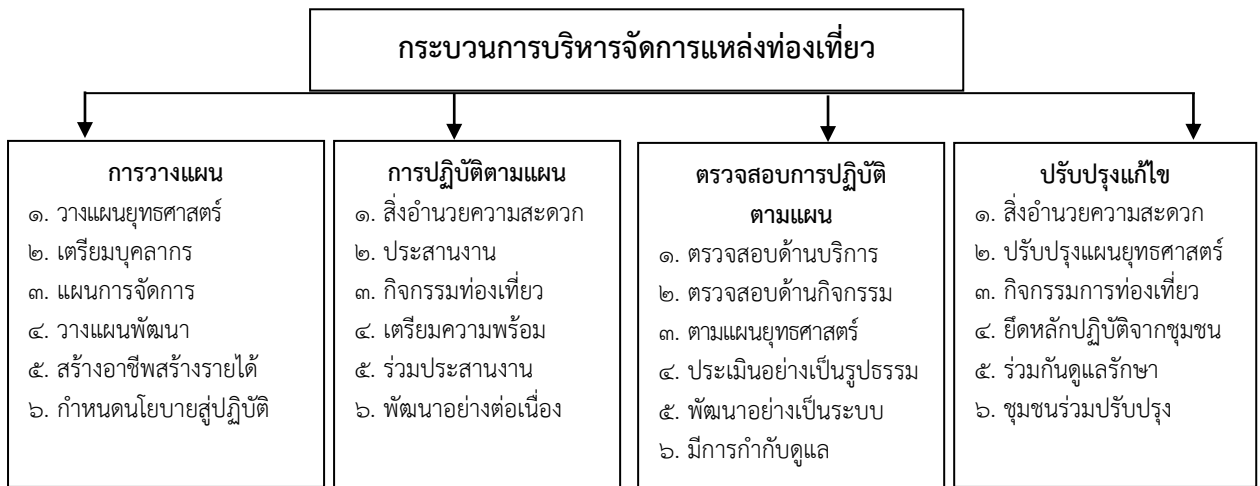 กระบวนการบริหารจัดการแหล่งท่องเที่ยว
การวางแผน
๑. วางแผนยุทธศาสตร์
๒. เตรียมบุคลากร
๓. แผนการจัดการ
๔. วางแผนพัฒนา
๕. สร้างอาชีพสร้างรายได้
๖. กำหนดนโยบายสู่ปฏิบัติ
การปฏิบัติตามแผน
๑. สิ่งอำนวยความสะดวก
๒. ประสานงาน
๓. กิจกรรมท่องเที่ยว
๔. เตรียมความพร้อม
๕. ร่วมประสานงาน
๖. พัฒนาอย่างต่อเนื่อง
ตรวจสอบการปฏิบัติ
ตามแผน
๑. ตรวจสอบด้านบริการ
๒. ตรวจสอบด้านกิจกรรม
๓. ตามแผนยุทธศาสตร์
๔. ประเมินอย่างเป็นรูปธรรม
๕. พัฒนาอย่างเป็นระบบ
๖. มีการกำกับดูแล
ปรับปรุงแก้ไข
๑. สิ่งอำนวยความสะดวก
๒. ปรับปรุงแผนยุทธศาสตร์
๓. กิจกรรมการท่องเที่ยว
๔. ยึดหลักปฏิบัติจากชุมชน
๕. ร่วมกันดูแลรักษา
๖. ชุมชนร่วมปรับปรุง